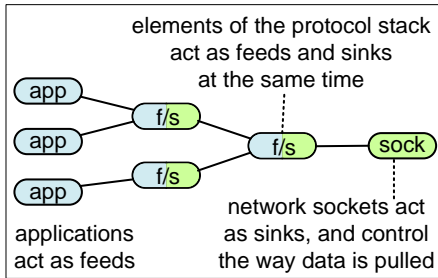 elements of the protocol stack
act as feeds and sinks
at the same time
app
f/s
app
f/s
sock
f/s
app
network sockets act
as sinks, and control
the way data is pulled
applications
act as feeds